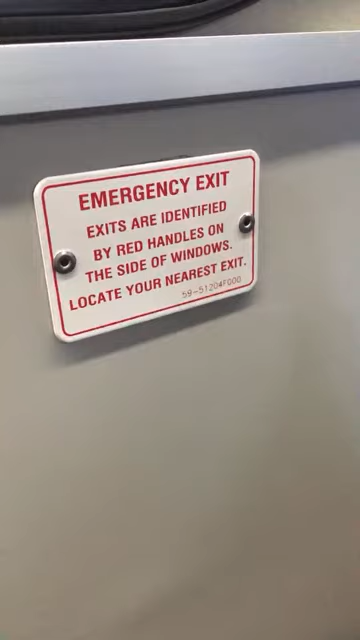 EMERGENCY EXIT
EXITS ARE IDENTIFIED
BY RED HANDLES ON
THE SIDE OF WINDOWS.
LOCATE YOUR NEAREST EXIT.
59-51204F000